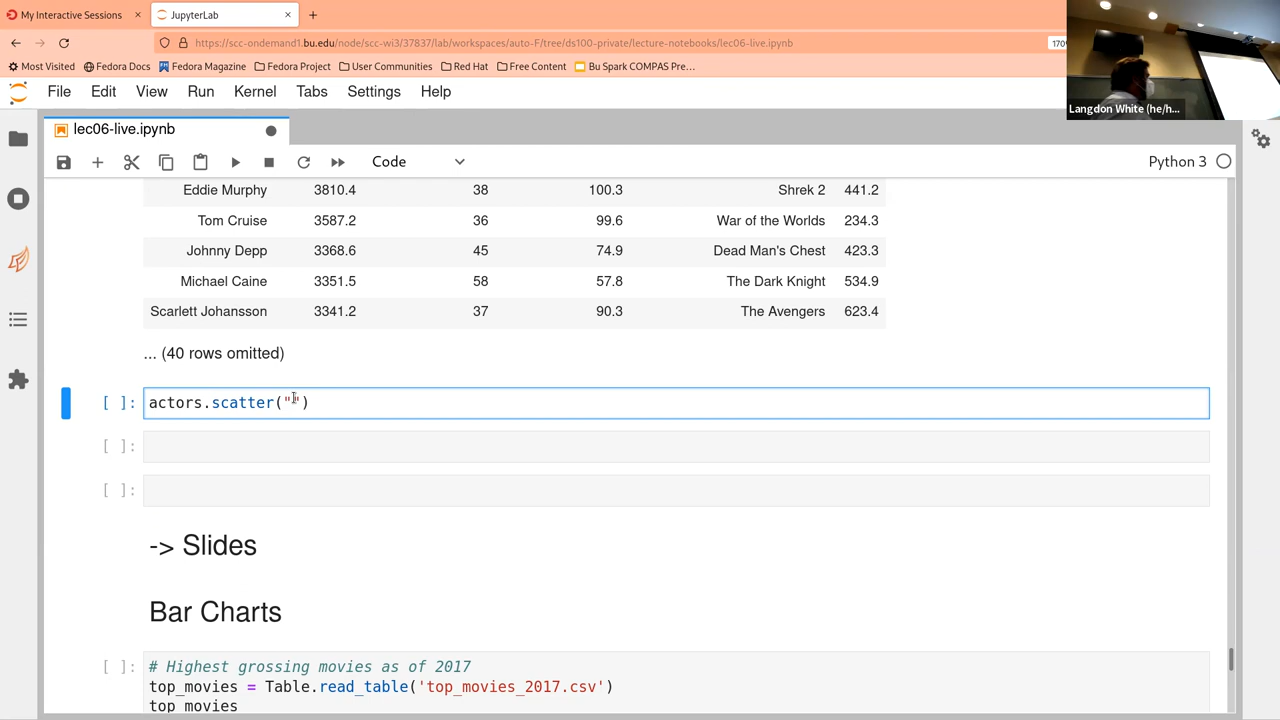 My Interactive Sessions
JupyterLab
https://scc-ondemand1.bu.edu/node/scc-wi3/37837/lab/workspaces/auto-F/tree/ds100-private/lecture-notebooks/lec06-live.ipynb
170%
Most Visited Fedora Docs Fedora Magazine Fedora Project User Communities Red Hat Free Content Bu Spark COMPAS Pre…
Langdon White (he/h...
File Edit View Run Kernel Tabs Settings Help
lec06-live.ipynb
Code
Python 3
Eddie Murphy 3810.4 38 100.3 Shrek 2 441.2
Tom Cruise 3587.2 36 99.6 War of the Worlds 234.3
Johnny Depp 3368.6 45 74.9 Dead Man's Chest 423.3
Michael Caine 3351.5 58 57.8 The Dark Knight 534.9
Scarlett Johansson 3341.2 37 90.3 The Avengers 623.4
... (40 rows omitted)
[ ]: actors.scatter("")
[ ]:
[ ]:
-> Slides
Bar Charts
[ ]: # Highest grossing movies as of 2017
top_movies = Table.read_table('top_movies_2017.csv')
top_movies